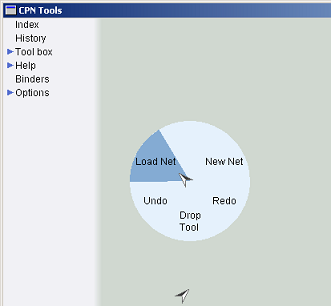 CPN Tools
Index
History
Tool box
Help
Binders
Options
Load Net
New Net
Undo
Redo
Drop
Tool